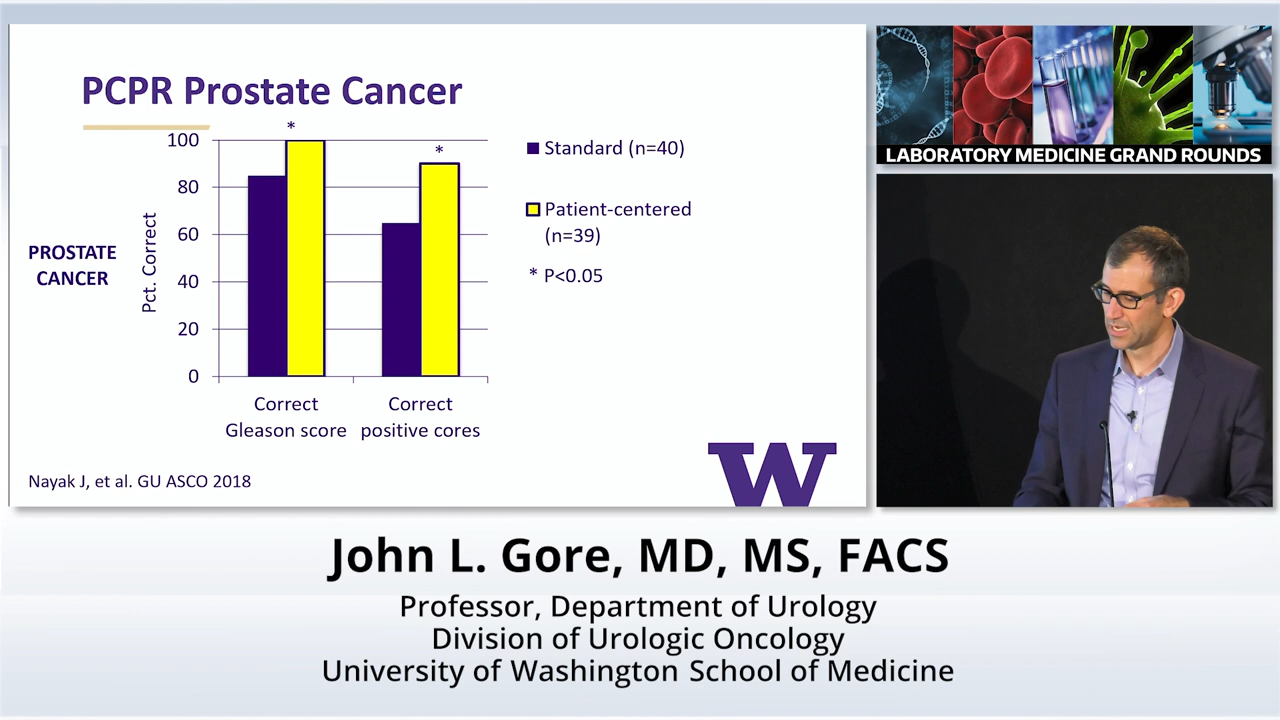 PCPR Prostate Cancer
PROSTATE
CANCER
Pct. Correct
100
80
60
40
20
0
*
*
Correct
Gleason score
Correct
positive cores
Standard (n=40)
Patient-centered
(n=39)
* P<0.05
Nayak J, et al. GU ASCO 2018
W
LABORATORY MEDICINE GRAND ROUNDS
John L. Gore, MD, MS, FACS
Professor, Department of Urology
Division of Urologic Oncology
University of Washington School of Medicine